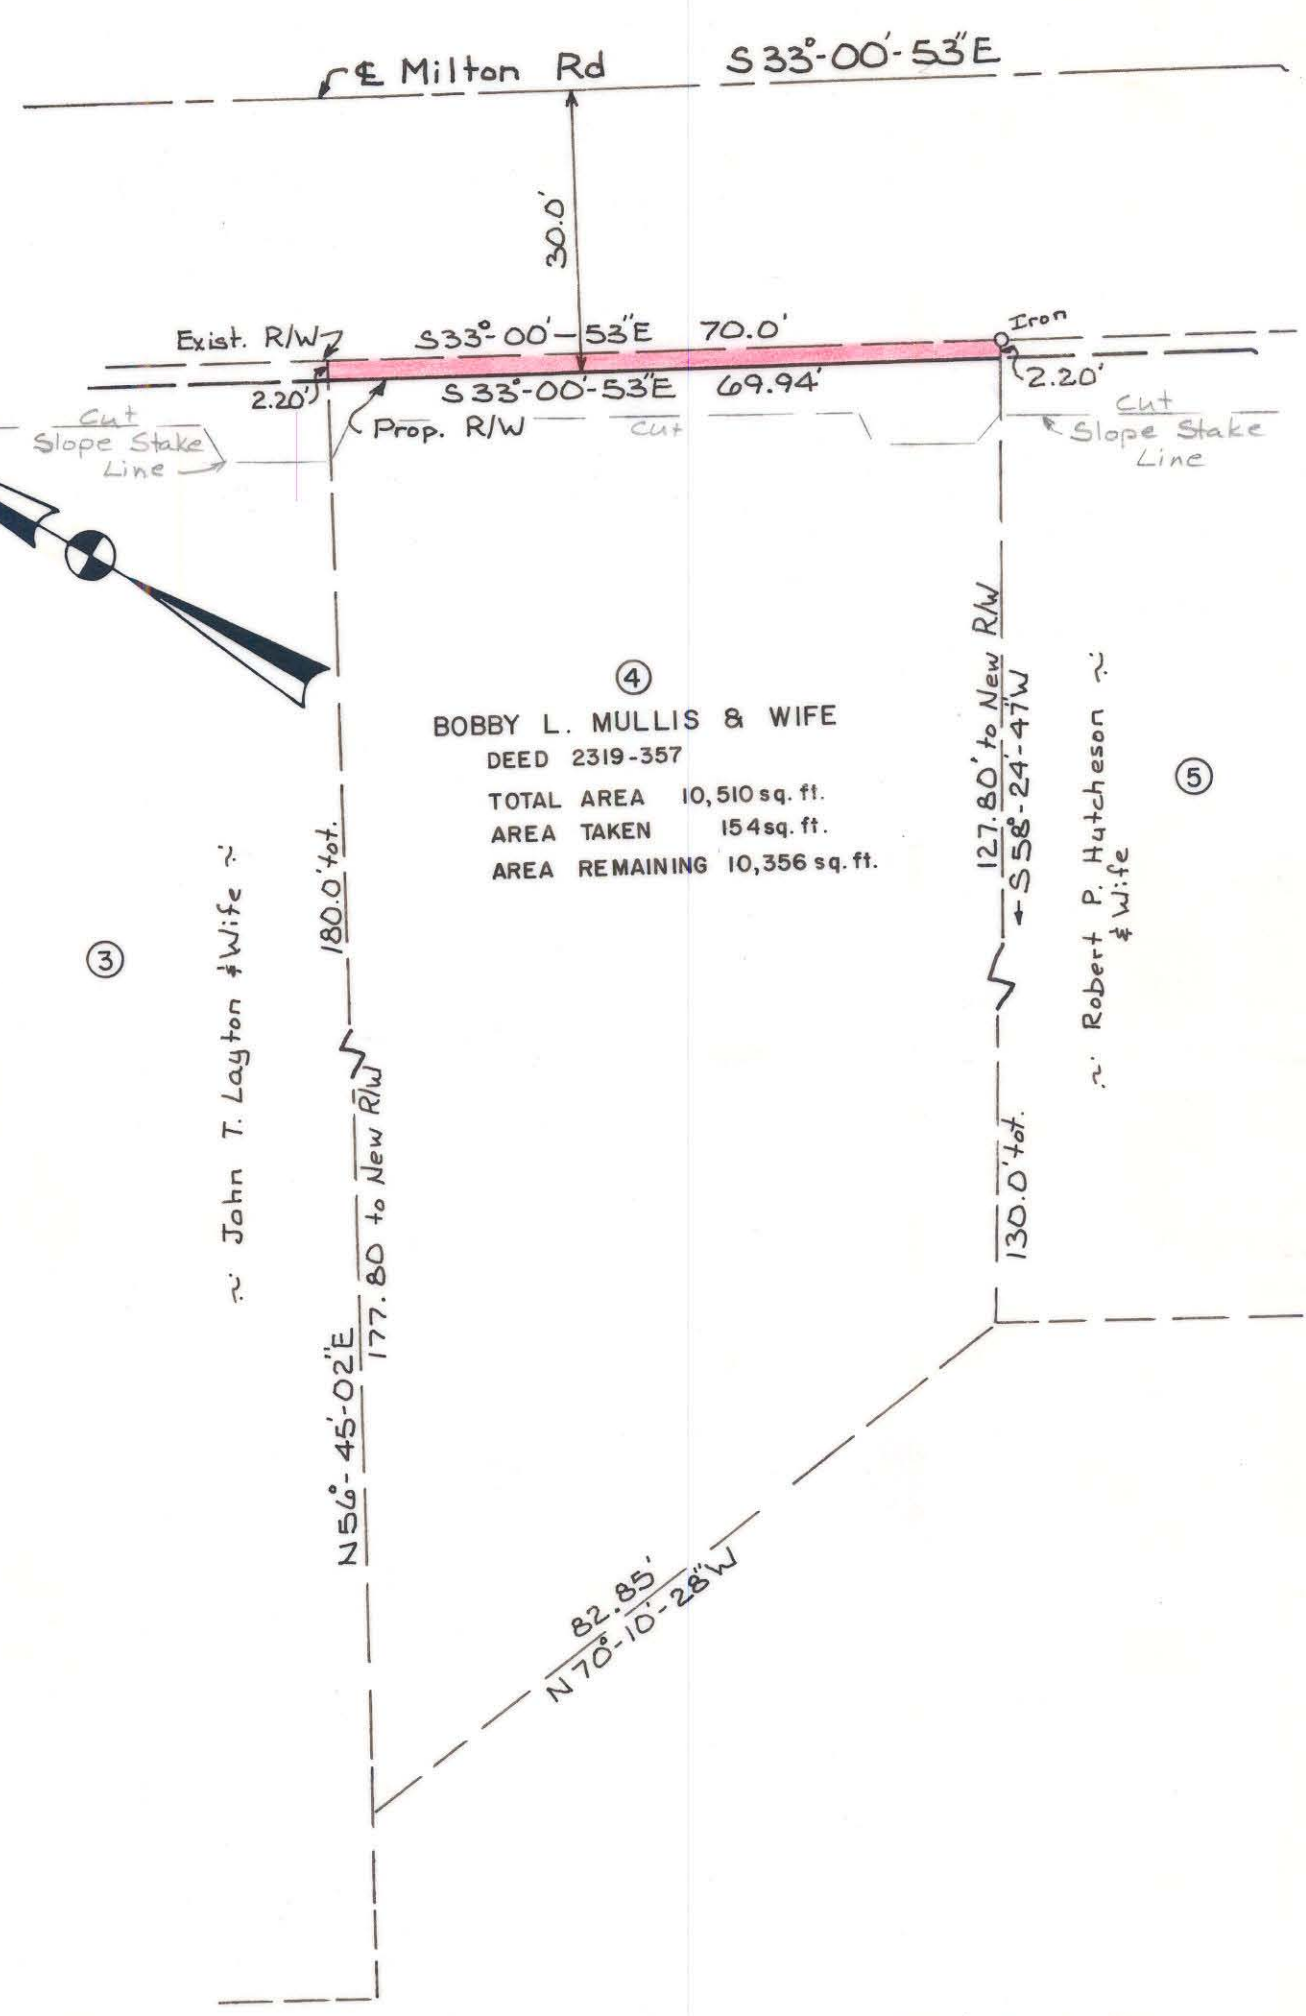 ℄ Milton Rd
S 33°-00'-53"E
30.0'
Exist. R/W
S33°-00'-53"E 70.0'
Iron
2.20'
S 33°-00'-53"E 69.94'
2.20'
Prop. R/W
Cut
Slope Stake
Line
Cut
Cut
Slope Stake
Line
4
BOBBY L. MULLIS & WIFE
DEED 2319-357
TOTAL AREA 10,510 sq. ft.
AREA TAKEN 154 sq. ft.
AREA REMAINING 10,356 sq. ft.
127.80' to New R/W
S 58°-24'-47"W
~ Robert P. Hutcheson ~
& Wife
5
3
~ John T. Layton & Wife ~
180.0' tot.
177.80 to New R/W
N 56°-45'-02"E
130.0' tot.
82.85'
N 70°-10'-28"W